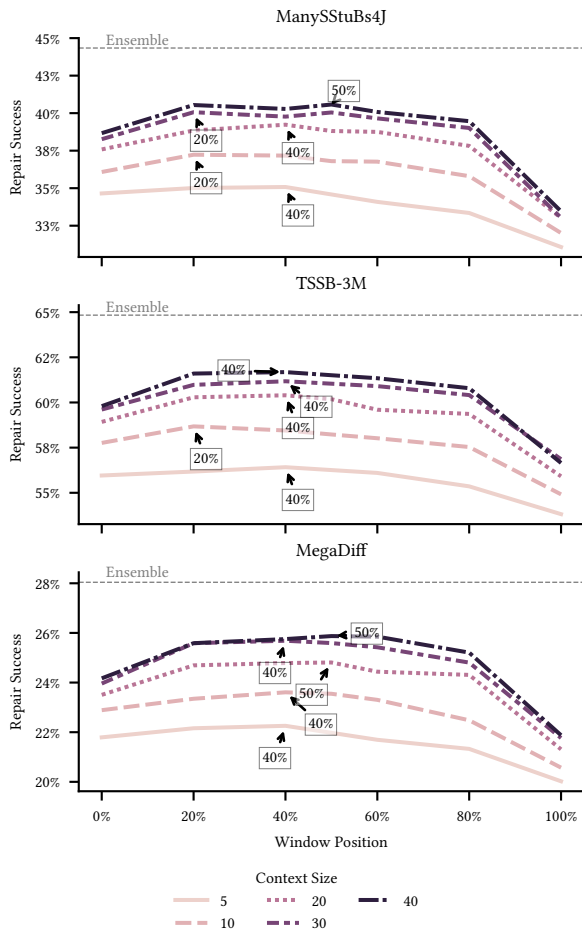 ManySStuBs4J
45%
Ensemble
43%
50%
40%
20%
38%
40%
20%
35%
40%
33%
Repair Success
TSSB-3M
65%
Ensemble
62%
40%
60%
40%
40%
58%
20%
55%
40%
Repair Success
MegaDiff
28%
Ensemble
26%
50%
40%
24%
50%
40%
22%
40%
20%
Repair Success
0% 20% 40% 60% 80% 100%
Window Position
Context Size
5 20 40
10 30